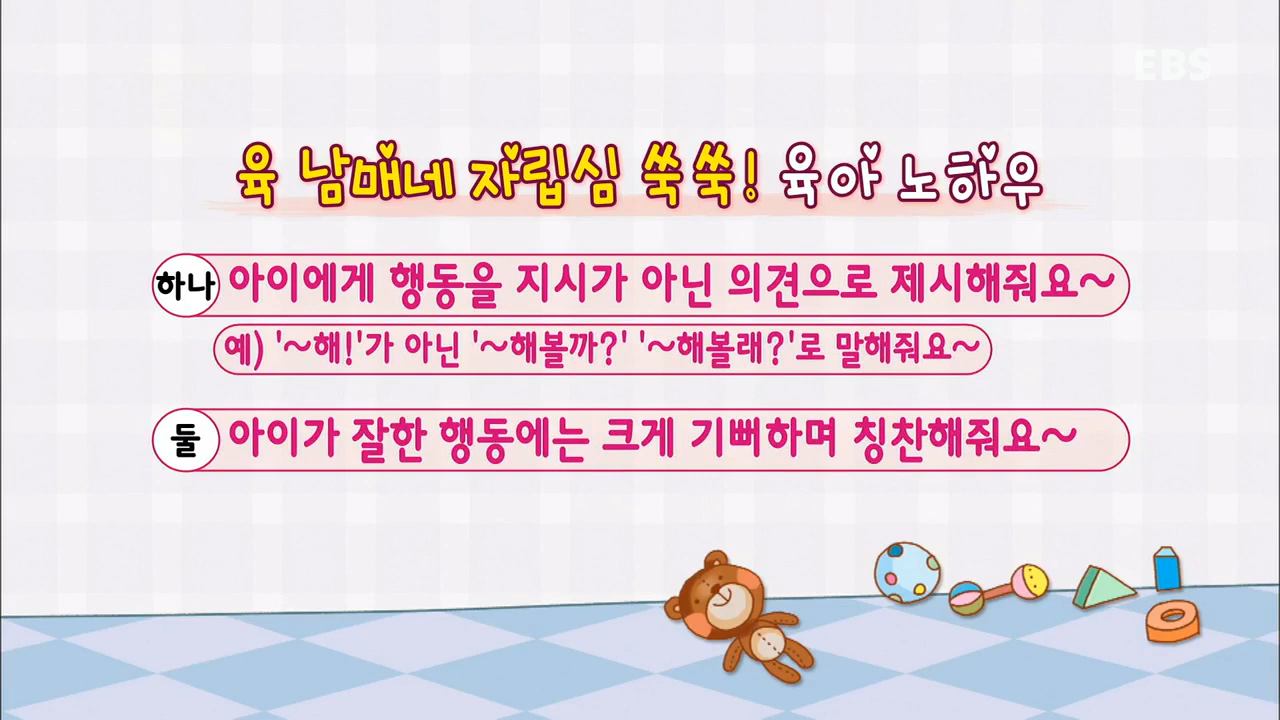 EBS
육 남매네 자립심 쑥쑥! 육아 노하우
하나 아이에게 행동을 지시가 아닌 의견으로 제시해줘요~
예) '~해!'가 아닌 '~해볼까?' '~해볼래?'로 말해줘요~
둘 아이가 잘한 행동에는 크게 기뻐하며 칭찬해줘요~